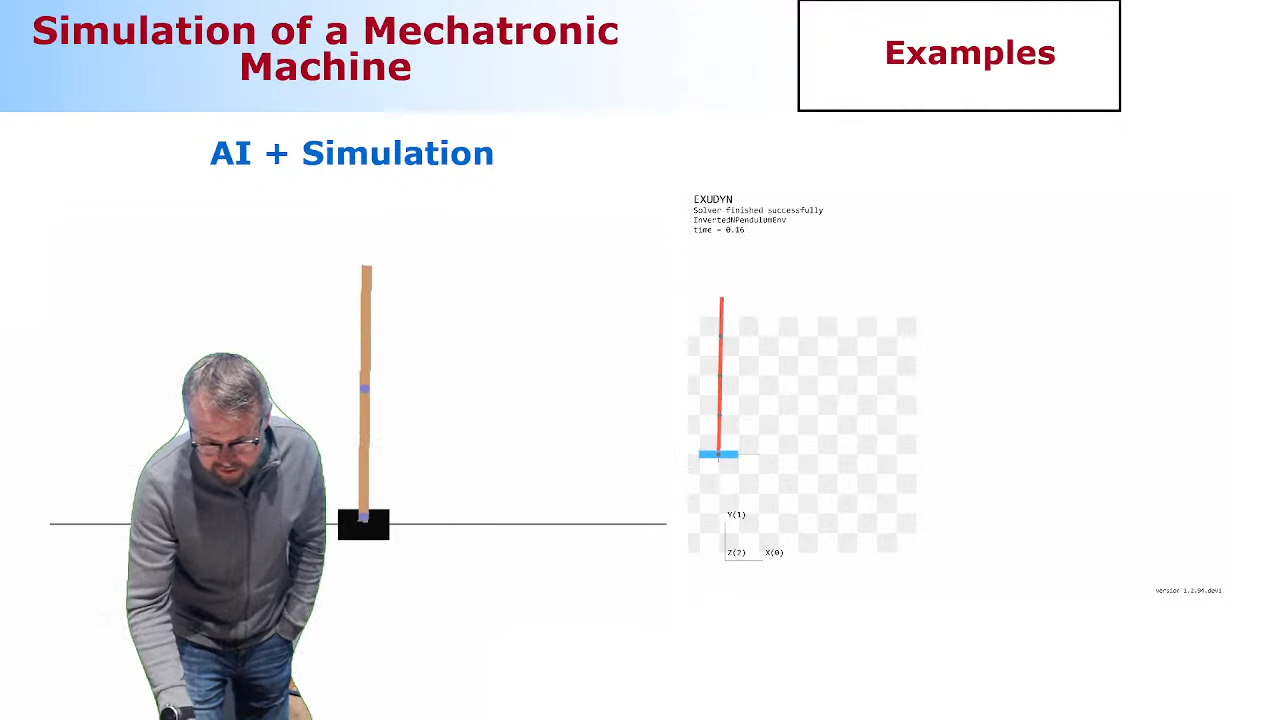 Simulation of a Mechatronic
Machine
Examples
AI + Simulation
EXUDYN
Solver finished successfully
InvertedNPendulumEnv
time = 0.16
Y(1)
Z(2) X(0)
version 1.2.94.dev1